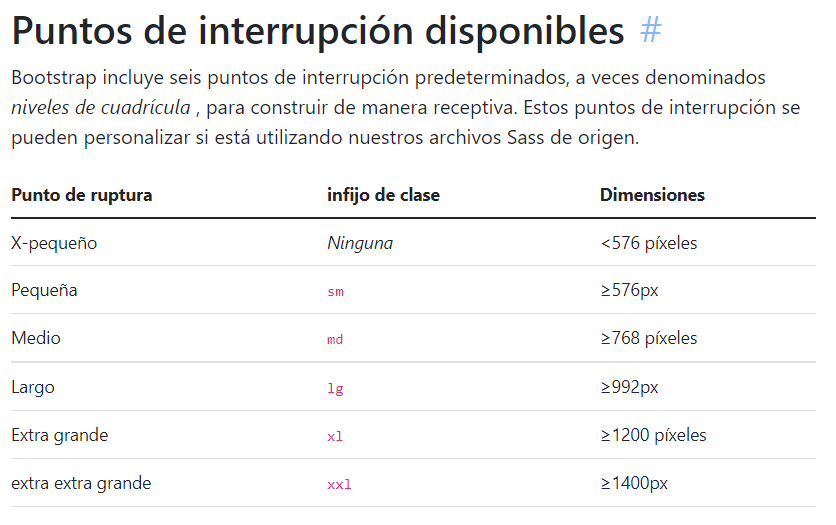 Puntos de interrupción disponibles #
Bootstrap incluye seis puntos de interrupción predeterminados, a veces denominados
niveles de cuadrícula , para construir de manera receptiva. Estos puntos de interrupción se
pueden personalizar si está utilizando nuestros archivos Sass de origen.
Punto de ruptura infijo de clase Dimensiones
X-pequeño Ninguna <576 píxeles
Pequeña sm ≥576px
Medio md ≥768 píxeles
Largo lg ≥992px
Extra grande xl ≥1200 píxeles
extra extra grande xxl ≥1400px